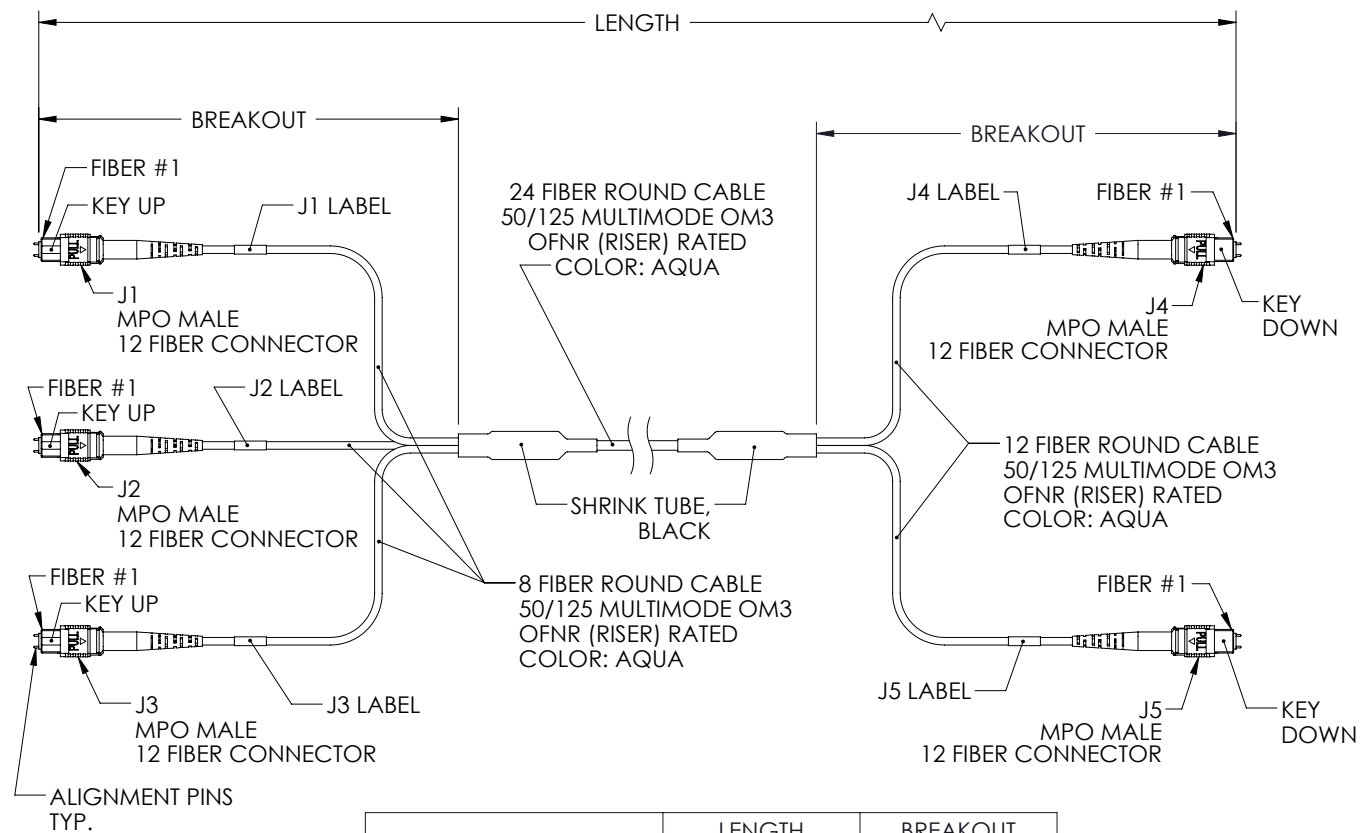 LENGTH
BREAKOUT
BREAKOUT
FIBER #1
KEY UP
J1 LABEL
24 FIBER ROUND CABLE
50/125 MULTIMODE OM3
OFNR (RISER) RATED
COLOR: AQUA
J4 LABEL
FIBER #1
PULL
PULL
J1
MPO MALE
12 FIBER CONNECTOR
J4
MPO MALE
12 FIBER CONNECTOR
KEY
DOWN
FIBER #1
KEY UP
J2 LABEL
PULL
J2
MPO MALE
12 FIBER CONNECTOR
SHRINK TUBE,
BLACK
12 FIBER ROUND CABLE
50/125 MULTIMODE OM3
OFNR (RISER) RATED
COLOR: AQUA
FIBER #1
KEY UP
8 FIBER ROUND CABLE
50/125 MULTIMODE OM3
OFNR (RISER) RATED
COLOR: AQUA
FIBER #1
PULL
PULL
J3
MPO MALE
12 FIBER CONNECTOR
J3 LABEL
J5 LABEL
J5
MPO MALE
12 FIBER CONNECTOR
KEY
DOWN
ALIGNMENT PINS
TYP.
LENGTH
BREAKOUT